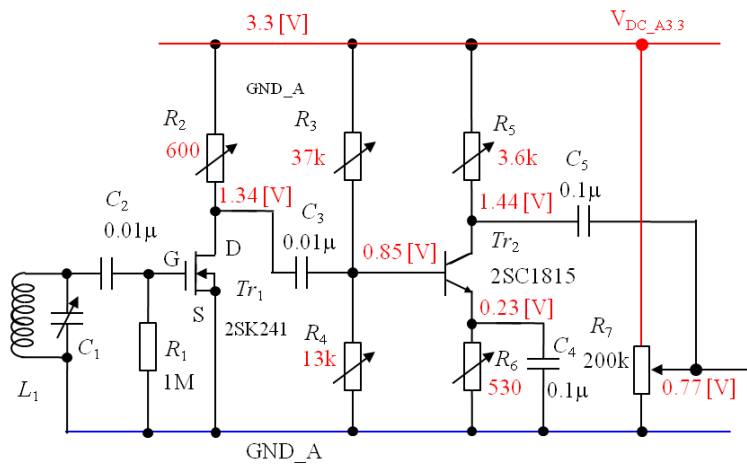 3.3 [V]
V_DC_A3.3
GND_A
R2
600
R3
37k
R5
3.6k
C5
0.1μ
1.34 [V]
1.44 [V]
C2
0.01μ
C3
0.01μ
G
D
S
Tr1
2SK241
0.85 [V]
Tr2
2SC1815
0.23 [V]
C1
L1
R1
1M
R4
13k
R6
530
C4
0.1μ
R7
200k
0.77 [V]
GND_A